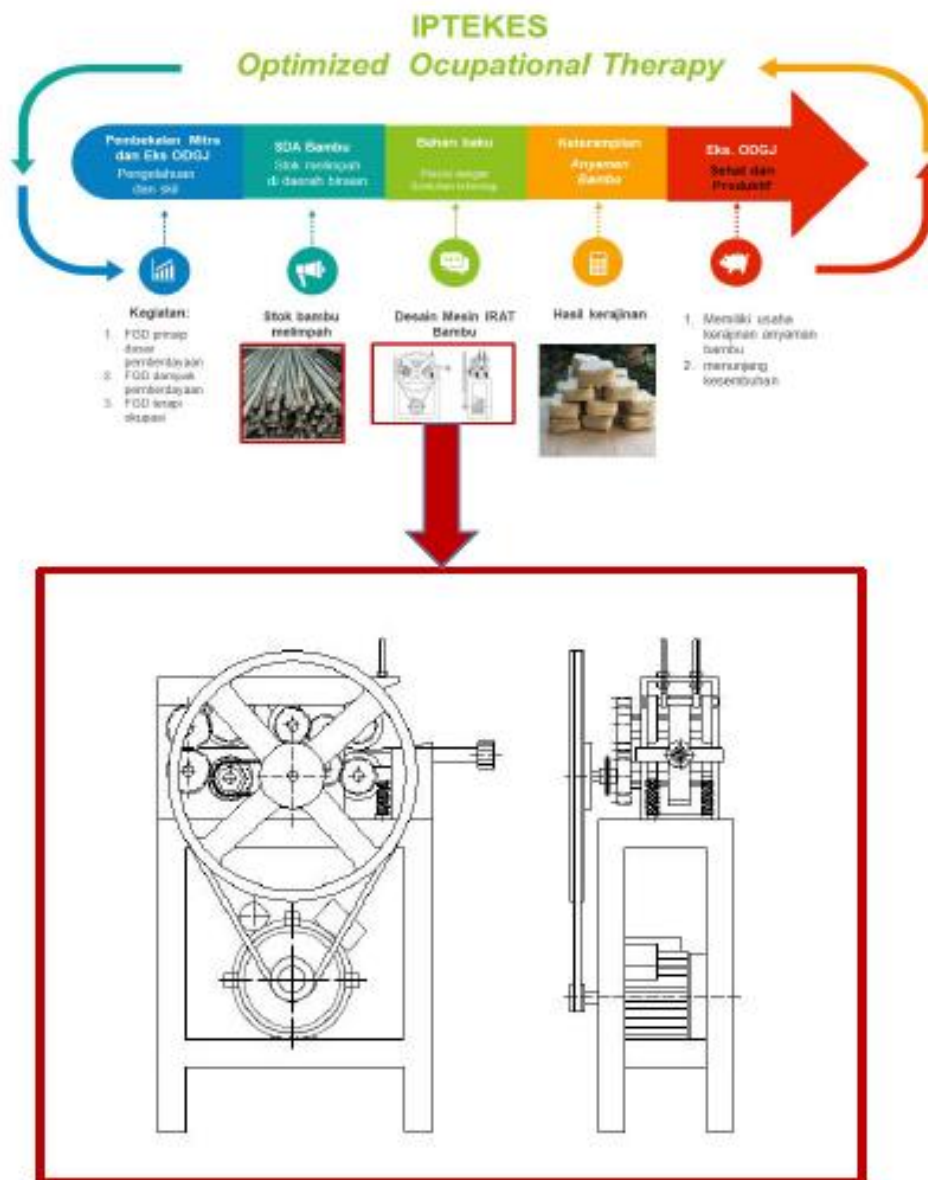 IPTEKES
Optimized Ocupational Therapy
Pembekalan Mitra
dan Eks ODGJ
Pengetahuan
dan skil
SDA Bambu
Stok melimpah
di daerah binaan
Bahan baku
dengan
Keterampilan
Anyaman
Bambu
Eks. ODGJ
Sehat dan
Produktif
Kegiatan:
1. FGD prinsip
dasar
pemberdayaan
2. FGD dampak
pemberdayaan
3. FGD terapi
okupasi
Stok bambu
melimpah
Desain Mesin IRAT
Bambu
Hasil kerajinan
1. Memiliki usaha
kerajinan anyaman
bambu
2. menunjang
kesembuhan